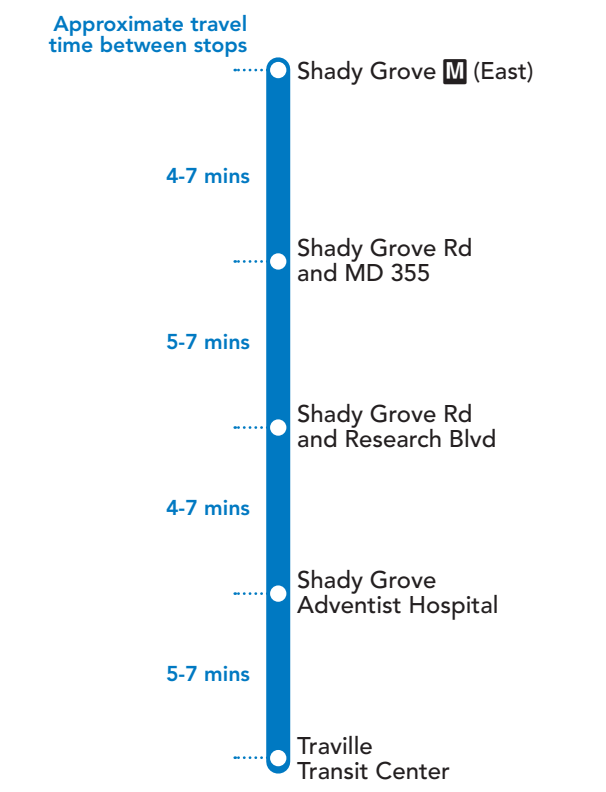 Approximate travel
time between stops
Shady Grove M (East)
4-7 mins
Shady Grove Rd
and MD 355
5-7 mins
Shady Grove Rd
and Research Blvd
4-7 mins
Shady Grove
Adventist Hospital
5-7 mins
Traville
Transit Center